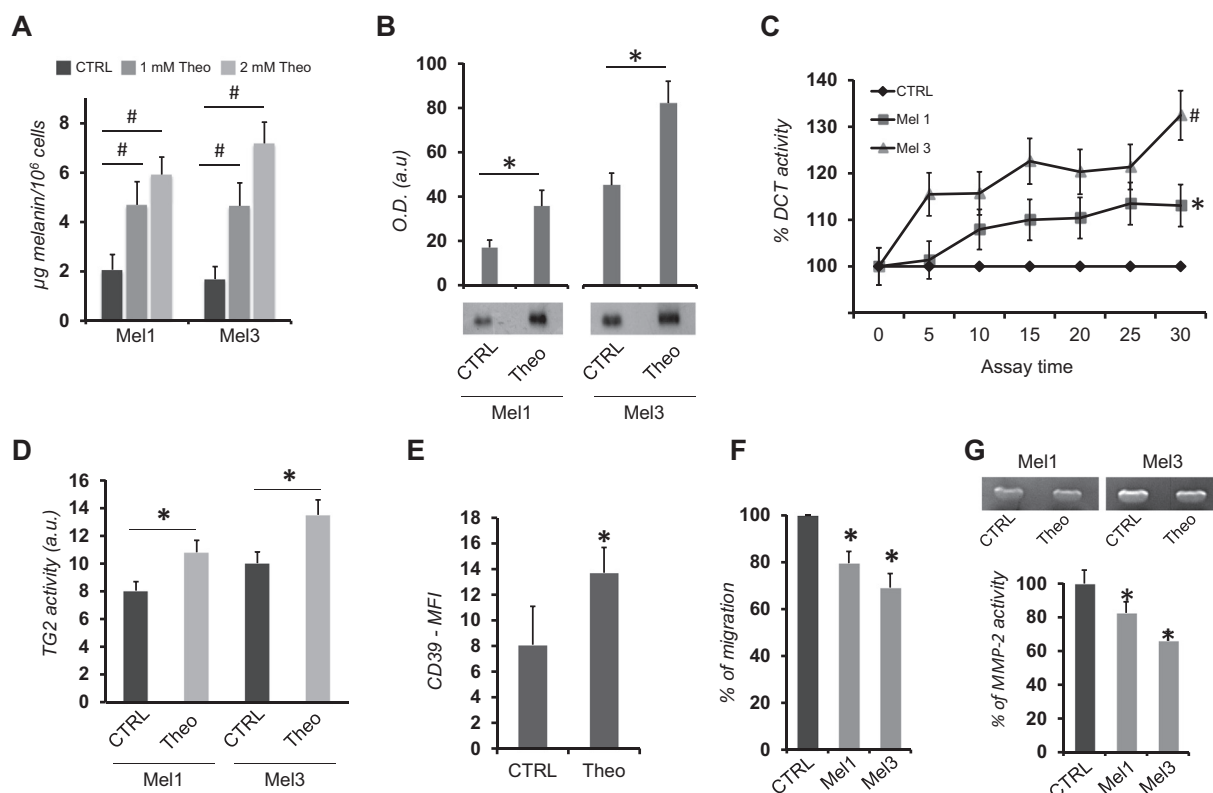 A
CTRL 1 mM Theo 2 mM Theo
# # # #
µg melanin/10⁶ cells
8
6
4
2
0
Mel1 Mel3
B
* *
O.D. (a.u)
100
80
60
40
20
0
CTRL Theo CTRL Theo
Mel1 Mel3
C
CTRL
Mel 1
Mel 3
% DCT activity
140
130
120
110
100
#
*
0 5 10 15 20 25 30
Assay time
D
* *
TG2 activity (a.u.)
16
14
12
10
8
6
4
2
0
CTRL Theo CTRL Theo
Mel1 Mel3
E
*
CD39 - MFI
18
16
14
12
10
8
6
4
2
0
CTRL Theo
F
* *
% of migration
100
80
60
40
20
0
CTRL Mel1 Mel3
G
Mel1 Mel3
CTRL Theo CTRL Theo
* *
% of MMP-2 activity
100
80
60
40
20
0
CTRL Mel1 Mel3